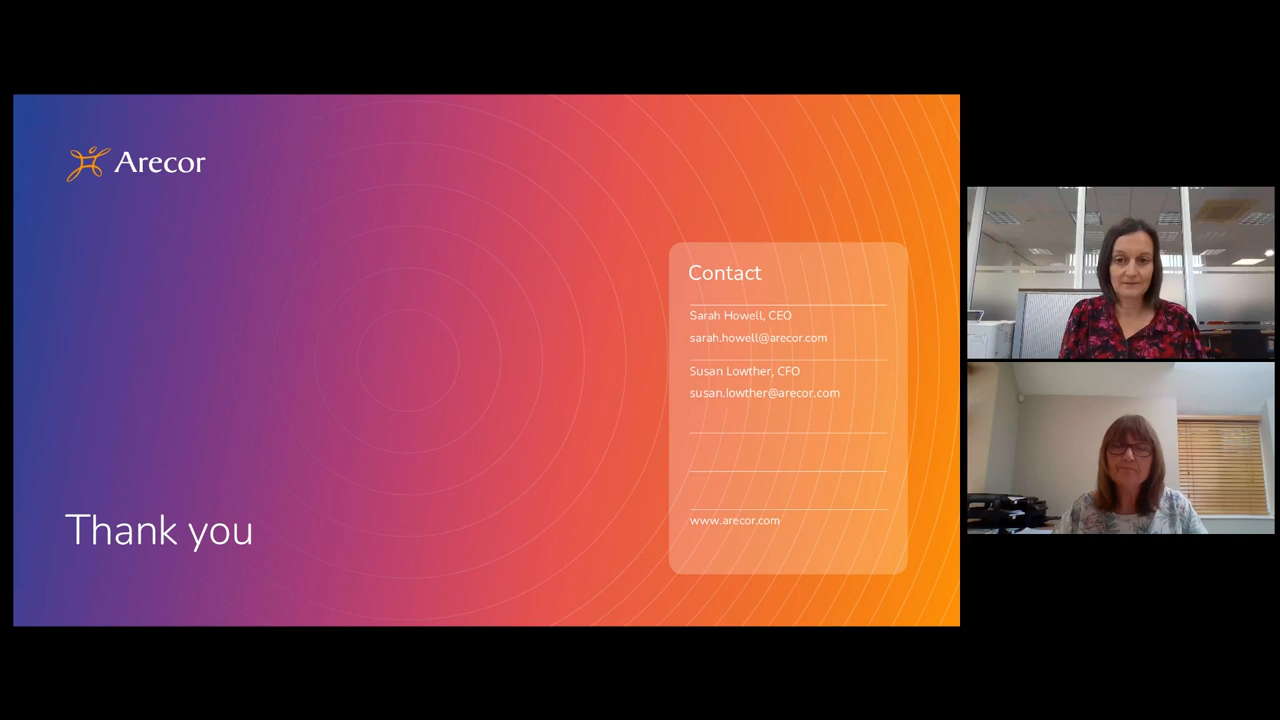 Arecor
Contact
Sarah Howell, CEO
sarah.howell@arecor.com
Susan Lowther, CFO
susan.lowther@arecor.com
www.arecor.com
Thank you